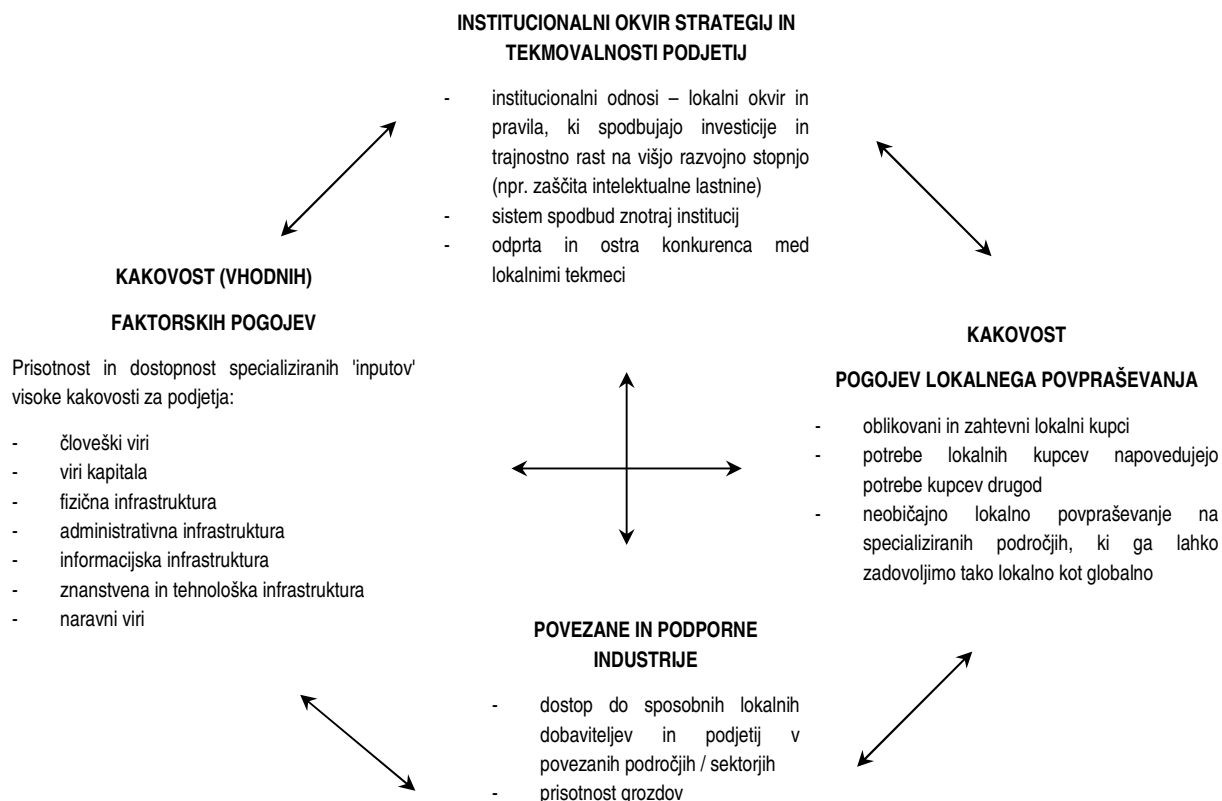 INSTITUCIONALNI OKVIR STRATEGIJ IN
TEKMOVALNOSTI PODJETIJ
- institucionalni odnosi – lokalni okvir in
pravila, ki spodbujajo investicije in
trajnostno rast na višjo razvojno stopnjo
(npr. zaščita intelektualne lastnine)
- sistem spodbud znotraj institucij
- odprta in ostra konkurenca med
lokalnimi tekmeci
KAKOVOST (VHODNIH)
FAKTORSKIH POGOJEV
Prisotnost in dostopnost specializiranih 'inputov'
visoke kakovosti za podjetja:
- človeški viri
- viri kapitala
- fizična infrastruktura
- administrativna infrastruktura
- informacijska infrastruktura
- znanstvena in tehnološka infrastruktura
- naravni viri
KAKOVOST
POGOJEV LOKALNEGA POVPRAŠEVANJA
- oblikovani in zahtevni lokalni kupci
- potrebe lokalnih kupcev napovedujejo
potrebe kupcev drugod
- neobičajno lokalno povpraševanje na
specializiranih področjih, ki ga lahko
zadovoljimo tako lokalno kot globalno
POVEZANE IN PODPORNE
INDUSTRIJE
- dostop do sposobnih lokalnih
dobaviteljev in podjetij v
povezanih področjih / sektorjih
- prisotnost grozdov